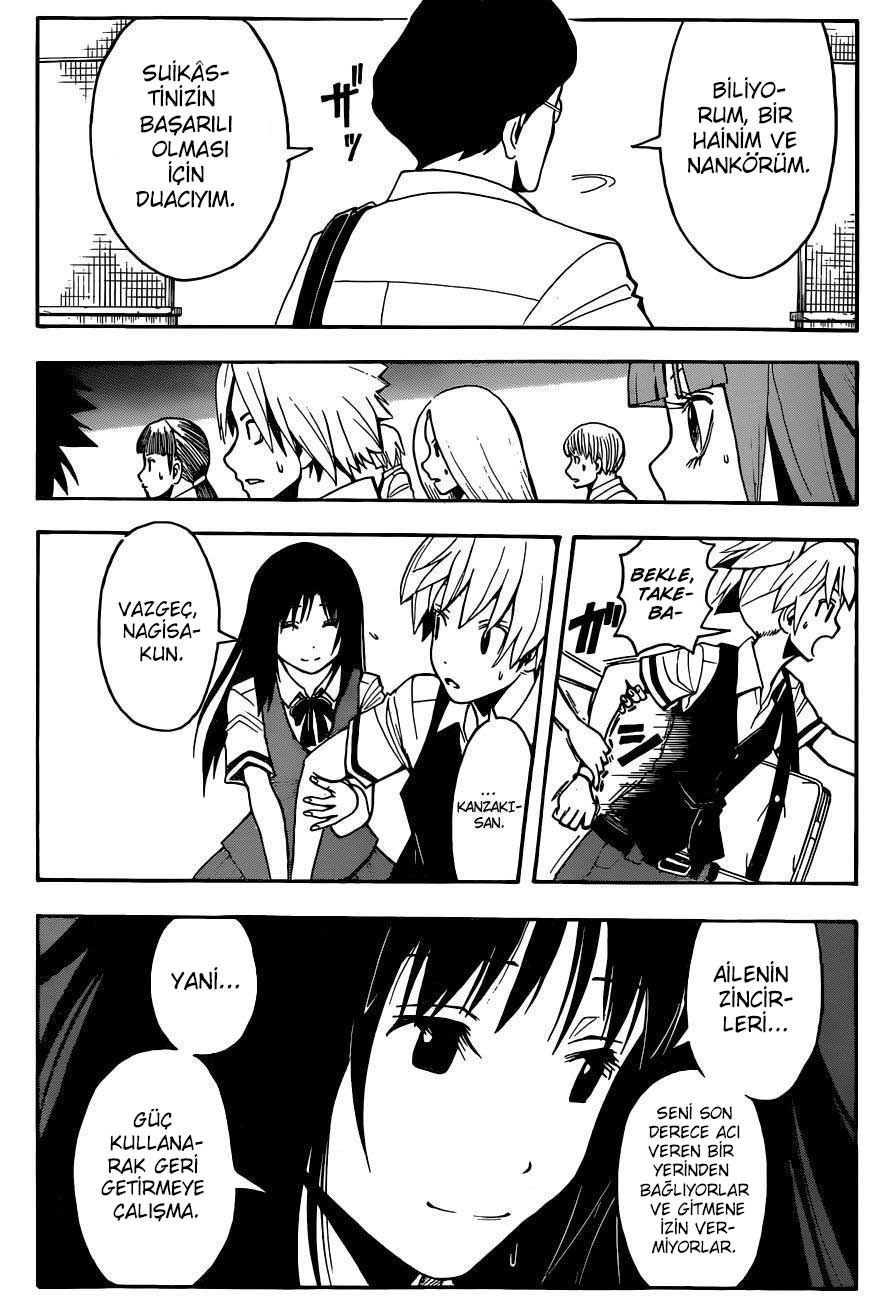 BİLİYO-
RUM, BİR
HAİNİM VE
NANKÖRÜM.
SUİKÂS-
TİNİZİN
BAŞARILI
OLMASI
İÇİN
DUACIYIM.
ザッ
BEKLE,
TAKE-
BA-
ガッ
...
KANZAKI-
SAN.
VAZGEÇ,
NAGİSA-
KUN.
AİLENİN
ZİNCİR-
LERİ...
SENİ SON
DERECE ACI
VEREN BİR
YERİNDEN
BAĞLIYORLAR
VE GİTMENE
İZİN VER-
MİYORLAR.
YANİ...
GÜÇ
KULLANA-
RAK GERİ
GETİRMEYE
ÇALIŞMA.